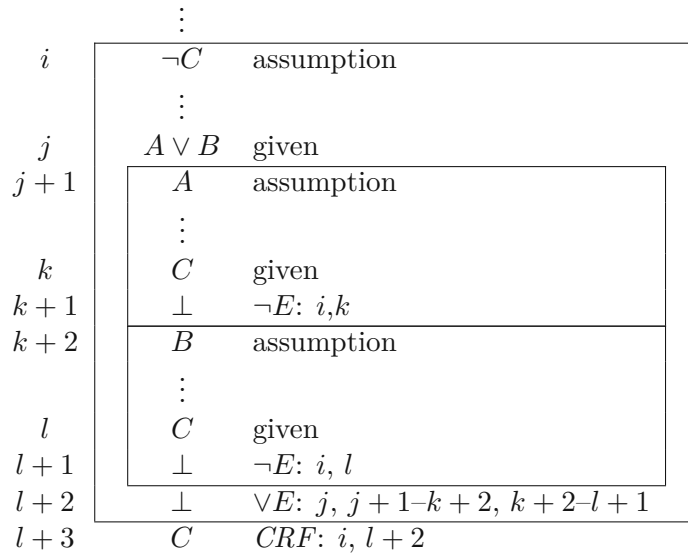 ⋮
i ¬C assumption
⋮
j A ∨ B given
j + 1 A assumption
⋮
k C given
k + 1 ⊥ ¬E: i,k
k + 2 B assumption
⋮
l C given
l + 1 ⊥ ¬E: i, l
l + 2 ⊥ ∨E: j, j + 1–k + 2, k + 2–l + 1
l + 3 C CRF: i, l + 2